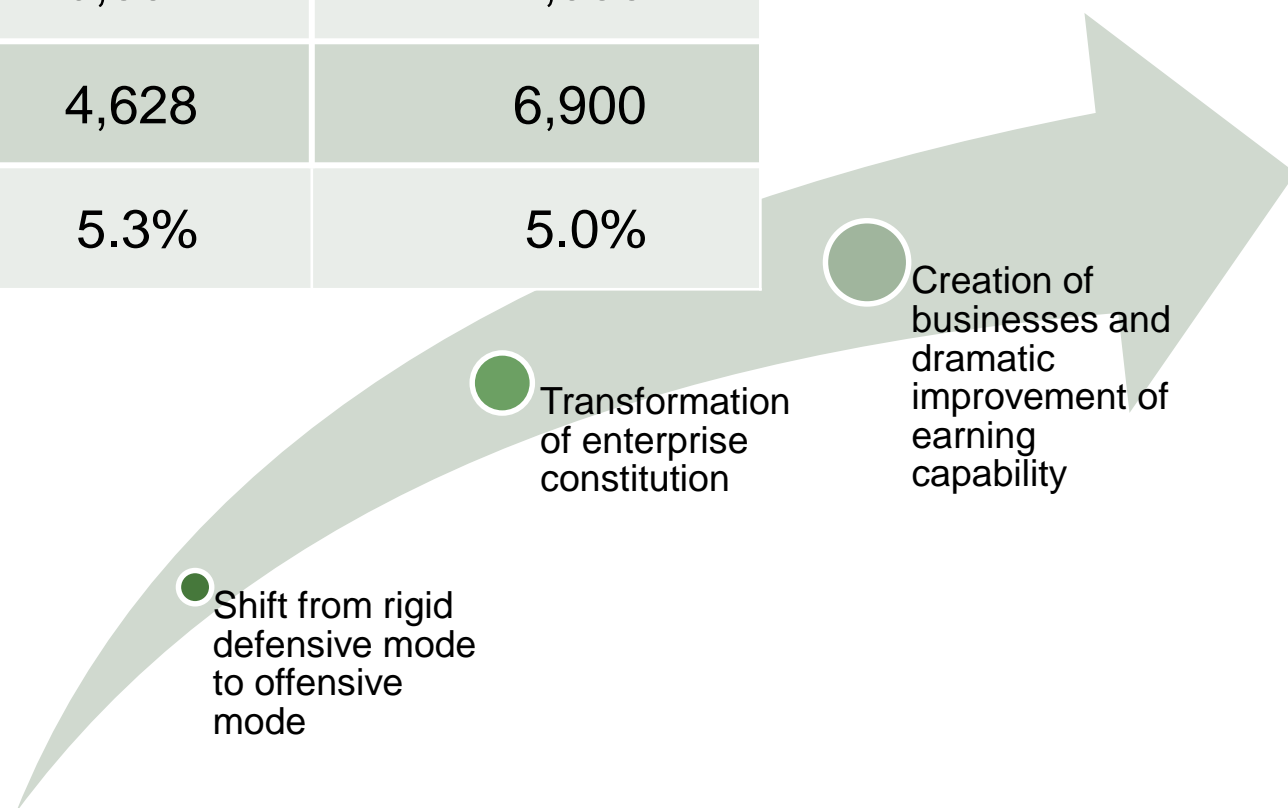 4,628 6,900
5.3% 5.0%
Creation of
businesses and
dramatic
improvement of
earning
capability
Transformation
of enterprise
constitution
Shift from rigid
defensive mode
to offensive
mode